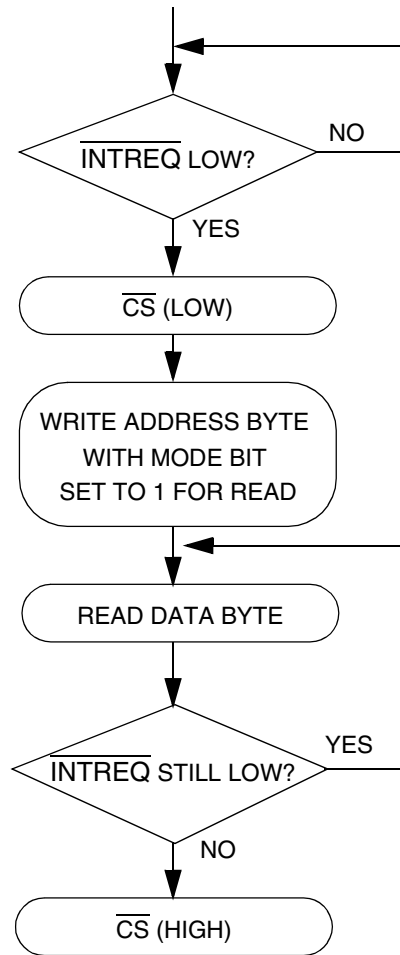 INTREQ LOW?
NO
YES
CS (LOW)
WRITE ADDRESS BYTE
WITH MODE BIT
SET TO 1 FOR READ
READ DATA BYTE
YES
INTREQ STILL LOW?
NO
CS (HIGH)